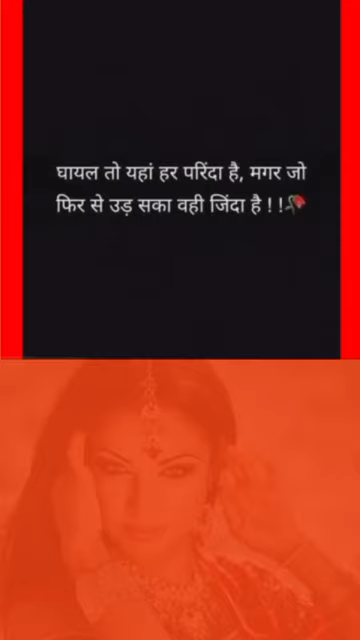 घायल तो यहां हर परिंदा है, मगर जो
फिर से उड़ सका वही जिंदा है ! !🥀